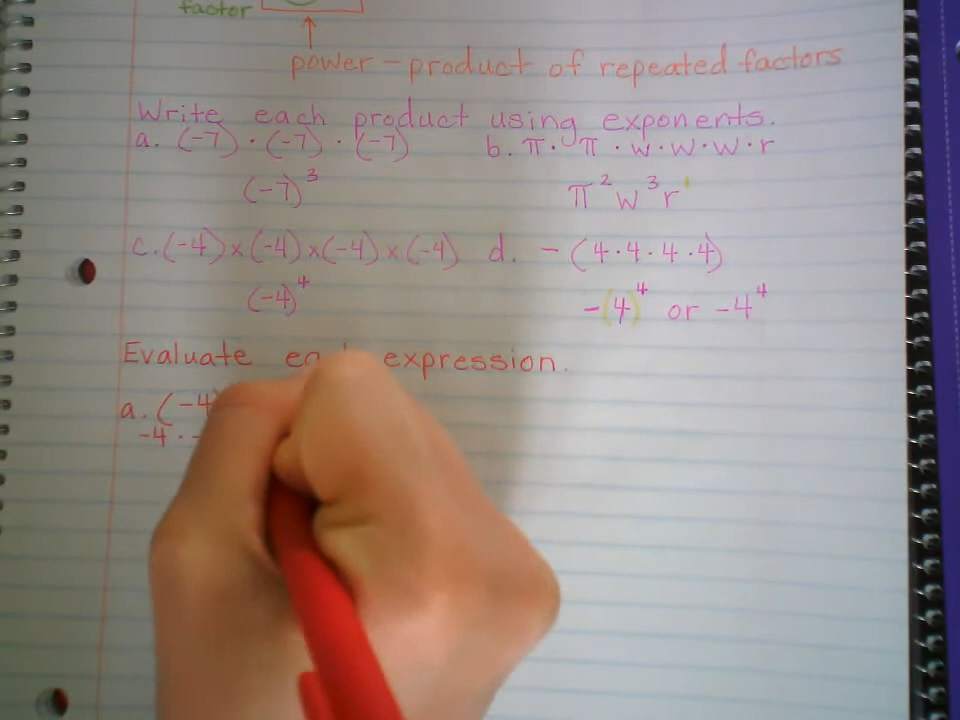 factor
power - product of repeated factors
Write each product using exponents.
a. (-7) · (-7) · (-7) b. π · π · w · w · w · r
(-7)³ π²w³r¹
c. (-4) × (-4) × (-4) × (-4) d. - (4 · 4 · 4 · 4)
(-4)⁴ -(4)⁴ or -4⁴
Evaluate expression.
a. (-4
-4 · -